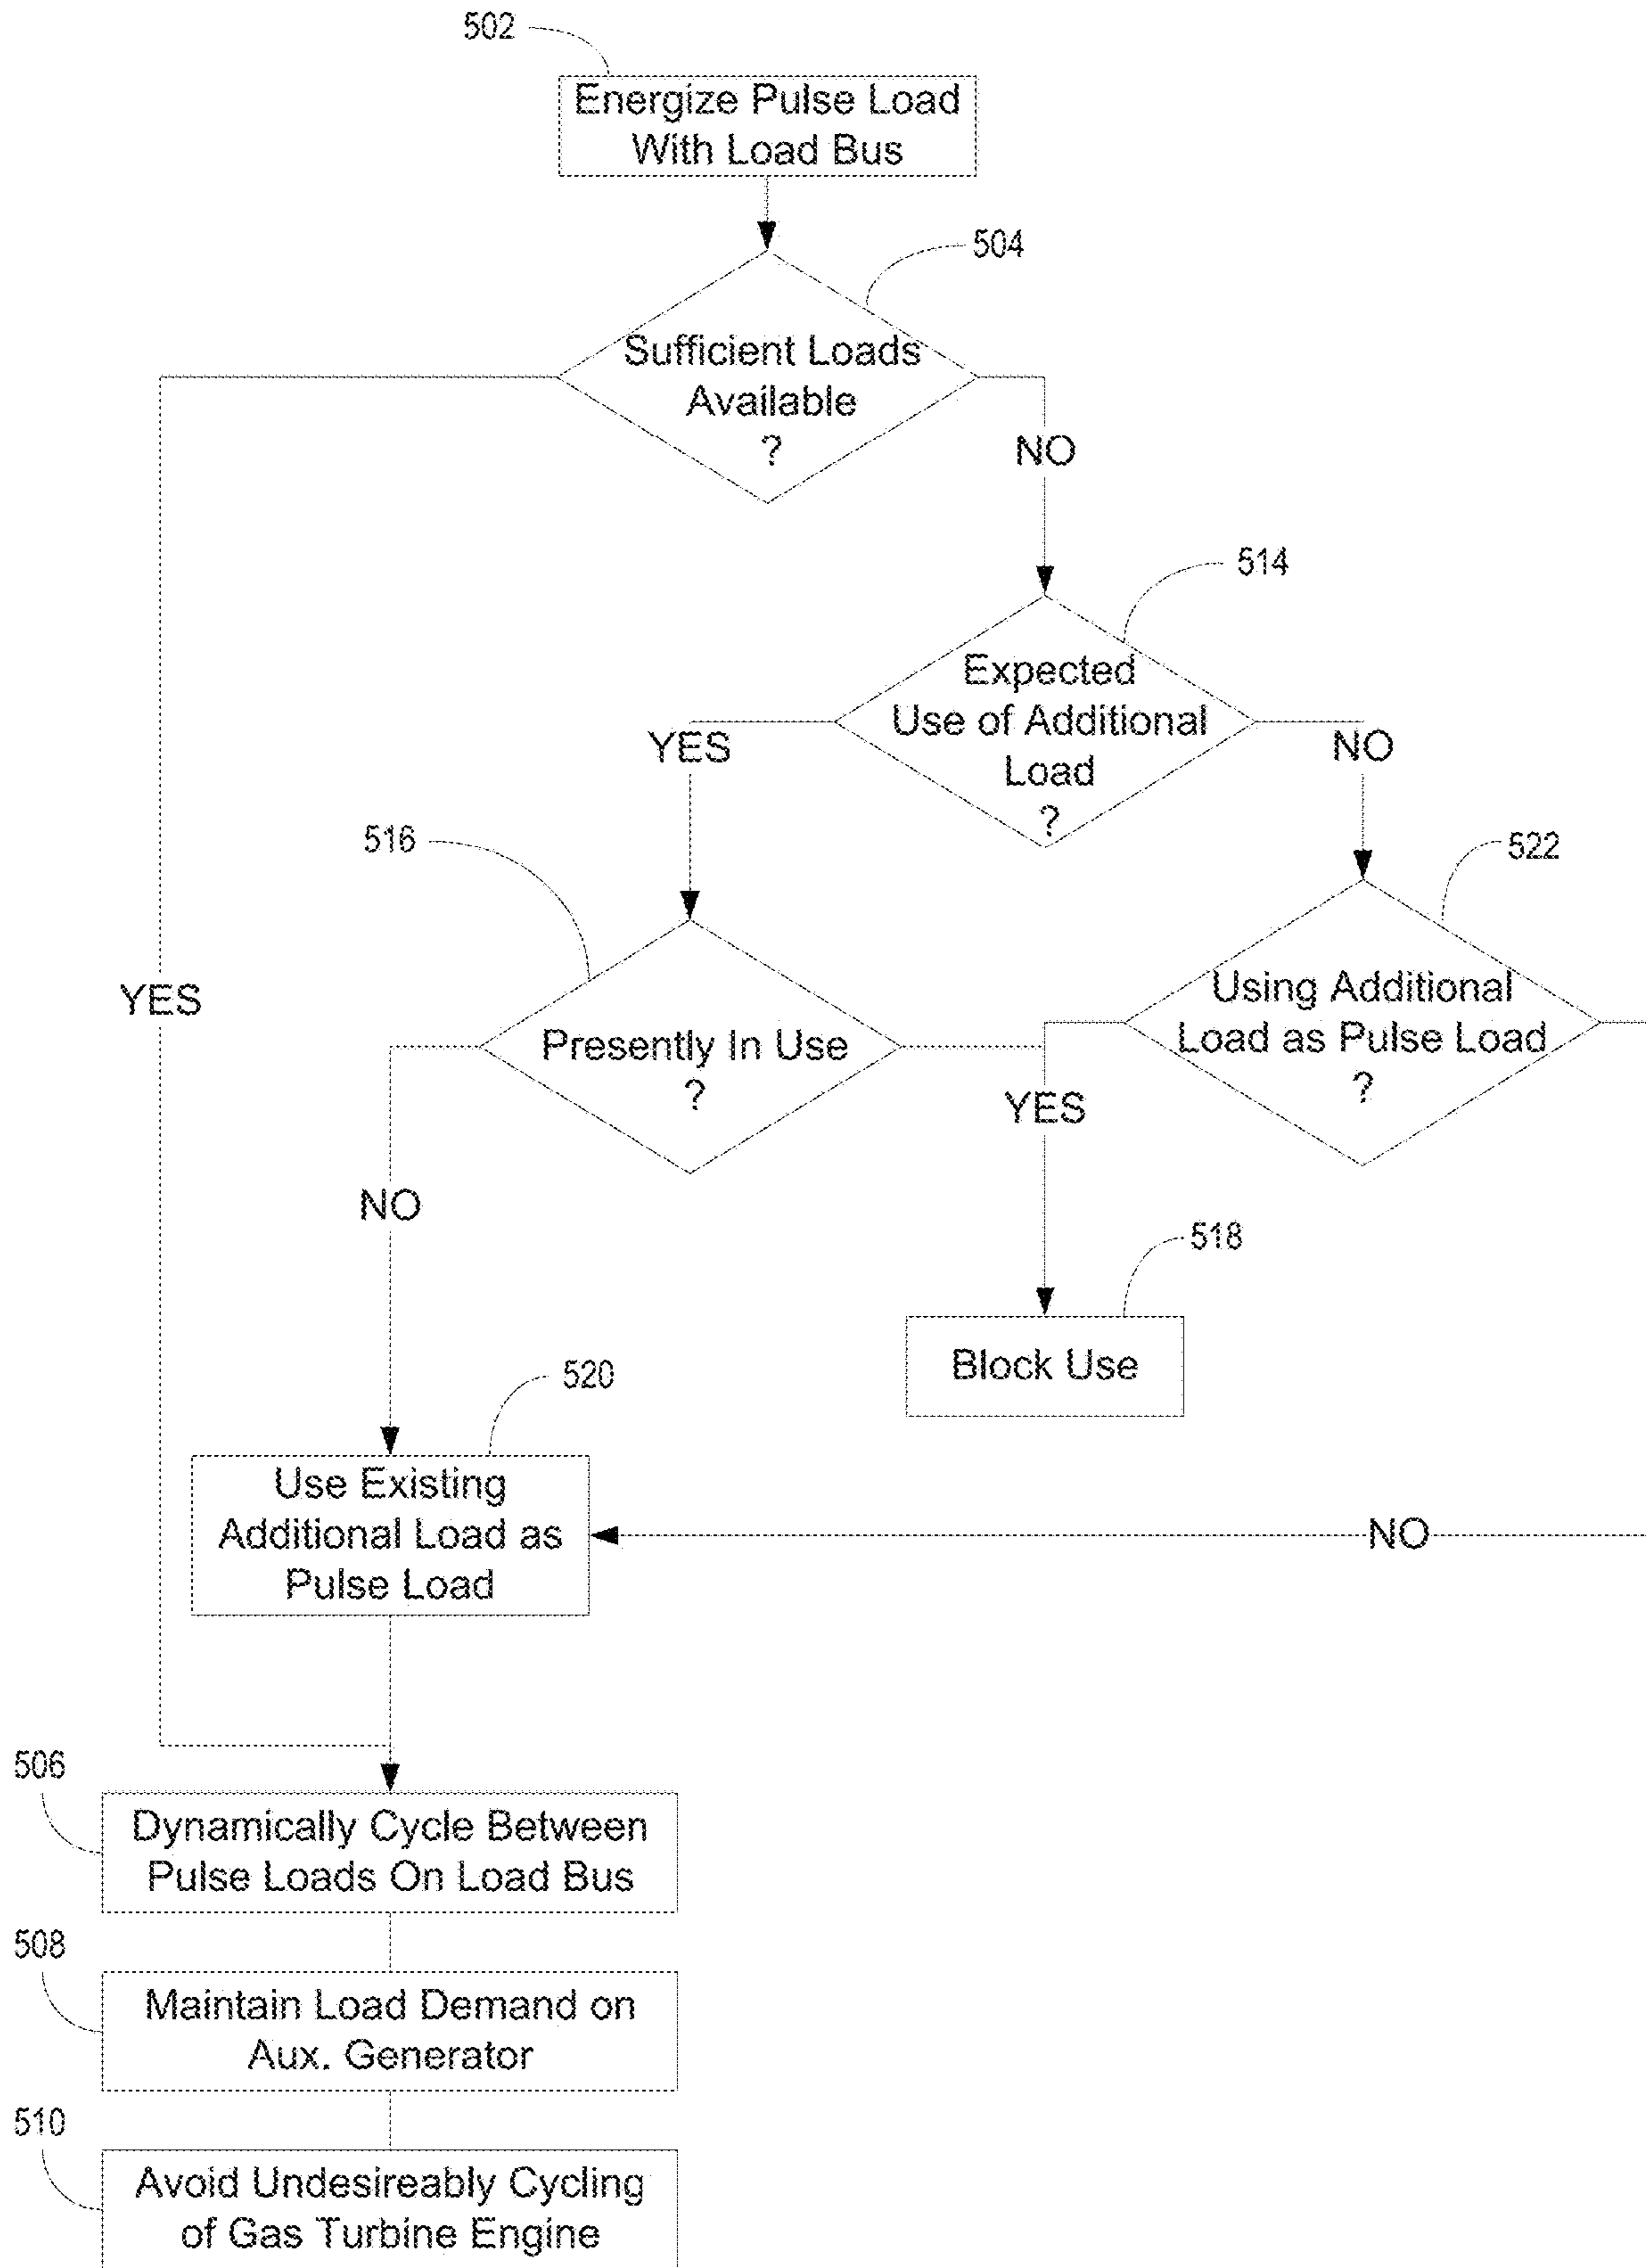 502
Energize Pulse Load
With Load Bus
504
Sufficient Loads
Available
?
NO
514
Expected
Use of Additional
Load
?
YES
NO
516
522
YES
Presently In Use
?
Using Additional
Load as Pulse Load
?
YES
NO
518
Block Use
520
Use Existing
Additional Load as
Pulse Load
NO
506
Dynamically Cycle Between
Pulse Loads On Load Bus
508
Maintain Load Demand on
Aux. Generator
510
Avoid Undesireably Cycling
of Gas Turbine Engine